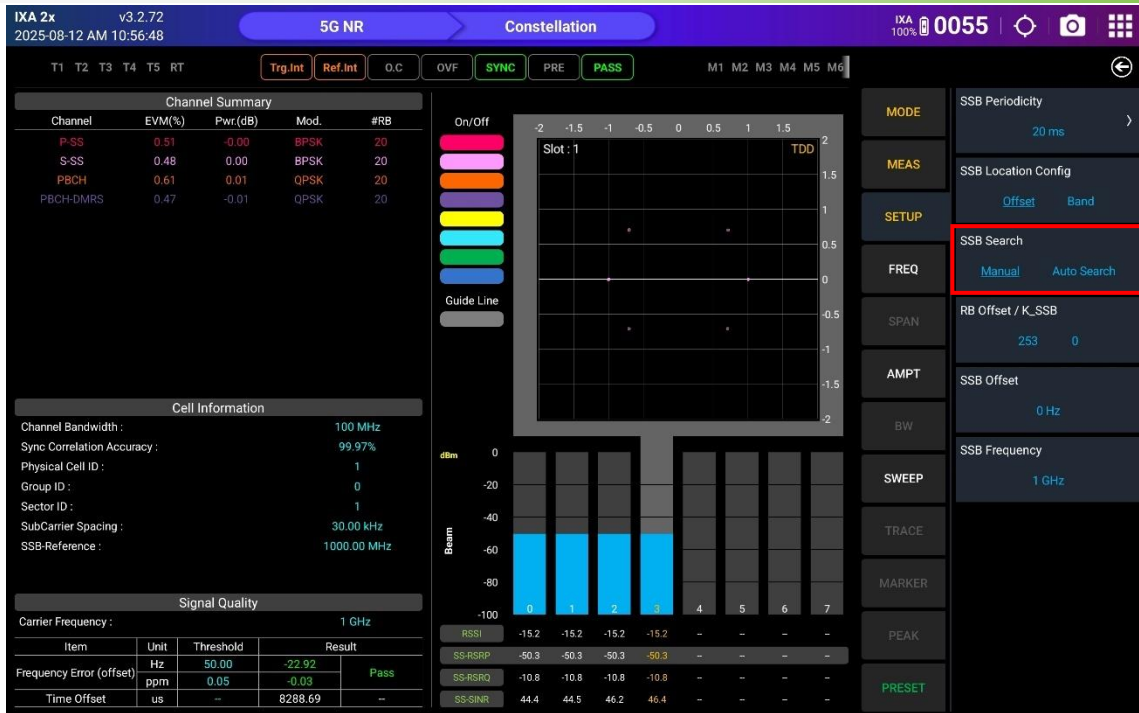 IXA 2x v3.2.72
2025-08-12 AM 10:56:48
5G NR
Constellation
IXA
100%
0055
T1 T2 T3 T4 T5 RT
Trg.Int Ref.Int O.C OVF SYNC PRE PASS
M1 M2 M3 M4 M5 M6
Channel Summary
Channel EVM(%) Pwr.(dB) Mod. #RB
P-SS 0.51 -0.00 BPSK 20
S-SS 0.48 0.00 BPSK 20
PBCH 0.61 0.01 QPSK 20
PBCH-DMRS 0.47 -0.01 QPSK 20
Cell Information
Channel Bandwidth : 100 MHz
Sync Correlation Accuracy : 99.97%
Physical Cell ID : 1
Group ID : 0
Sector ID : 1
SubCarrier Spacing : 30.00 kHz
SSB-Reference : 1000.00 MHz
Signal Quality
Carrier Frequency : 1 GHz
Item Unit Threshold Result
Frequency Error (offset) Hz 50.00 -22.92 Pass
ppm 0.05 -0.03
Time Offset us -- 8288.69 --
On/Off
Guide Line
-2 -1.5 -1 -0.5 0 0.5 1 1.5
Slot : 1 TDD
2
1.5
1
0.5
0
-0.5
-1
-1.5
-2
dBm
0
-20
-40
-60
-80
-100
Beam
0 1 2 3 4 5 6 7
RSSI -15.2 -15.2 -15.2 -15.2 -- -- -- --
SS-RSRP -50.3 -50.3 -50.3 -50.3 -- -- -- --
SS-RSRQ -10.8 -10.8 -10.8 -10.8 -- -- -- --
SS-SINR 44.4 44.5 46.2 46.4 -- -- -- --
MODE
MEAS
SETUP
FREQ
SPAN
AMPT
BW
SWEEP
TRACE
MARKER
PEAK
PRESET
SSB Periodicity
20 ms
SSB Location Config
Offset Band
SSB Search
Manual Auto Search
RB Offset / K_SSB
253 0
SSB Offset
0 Hz
SSB Frequency
1 GHz